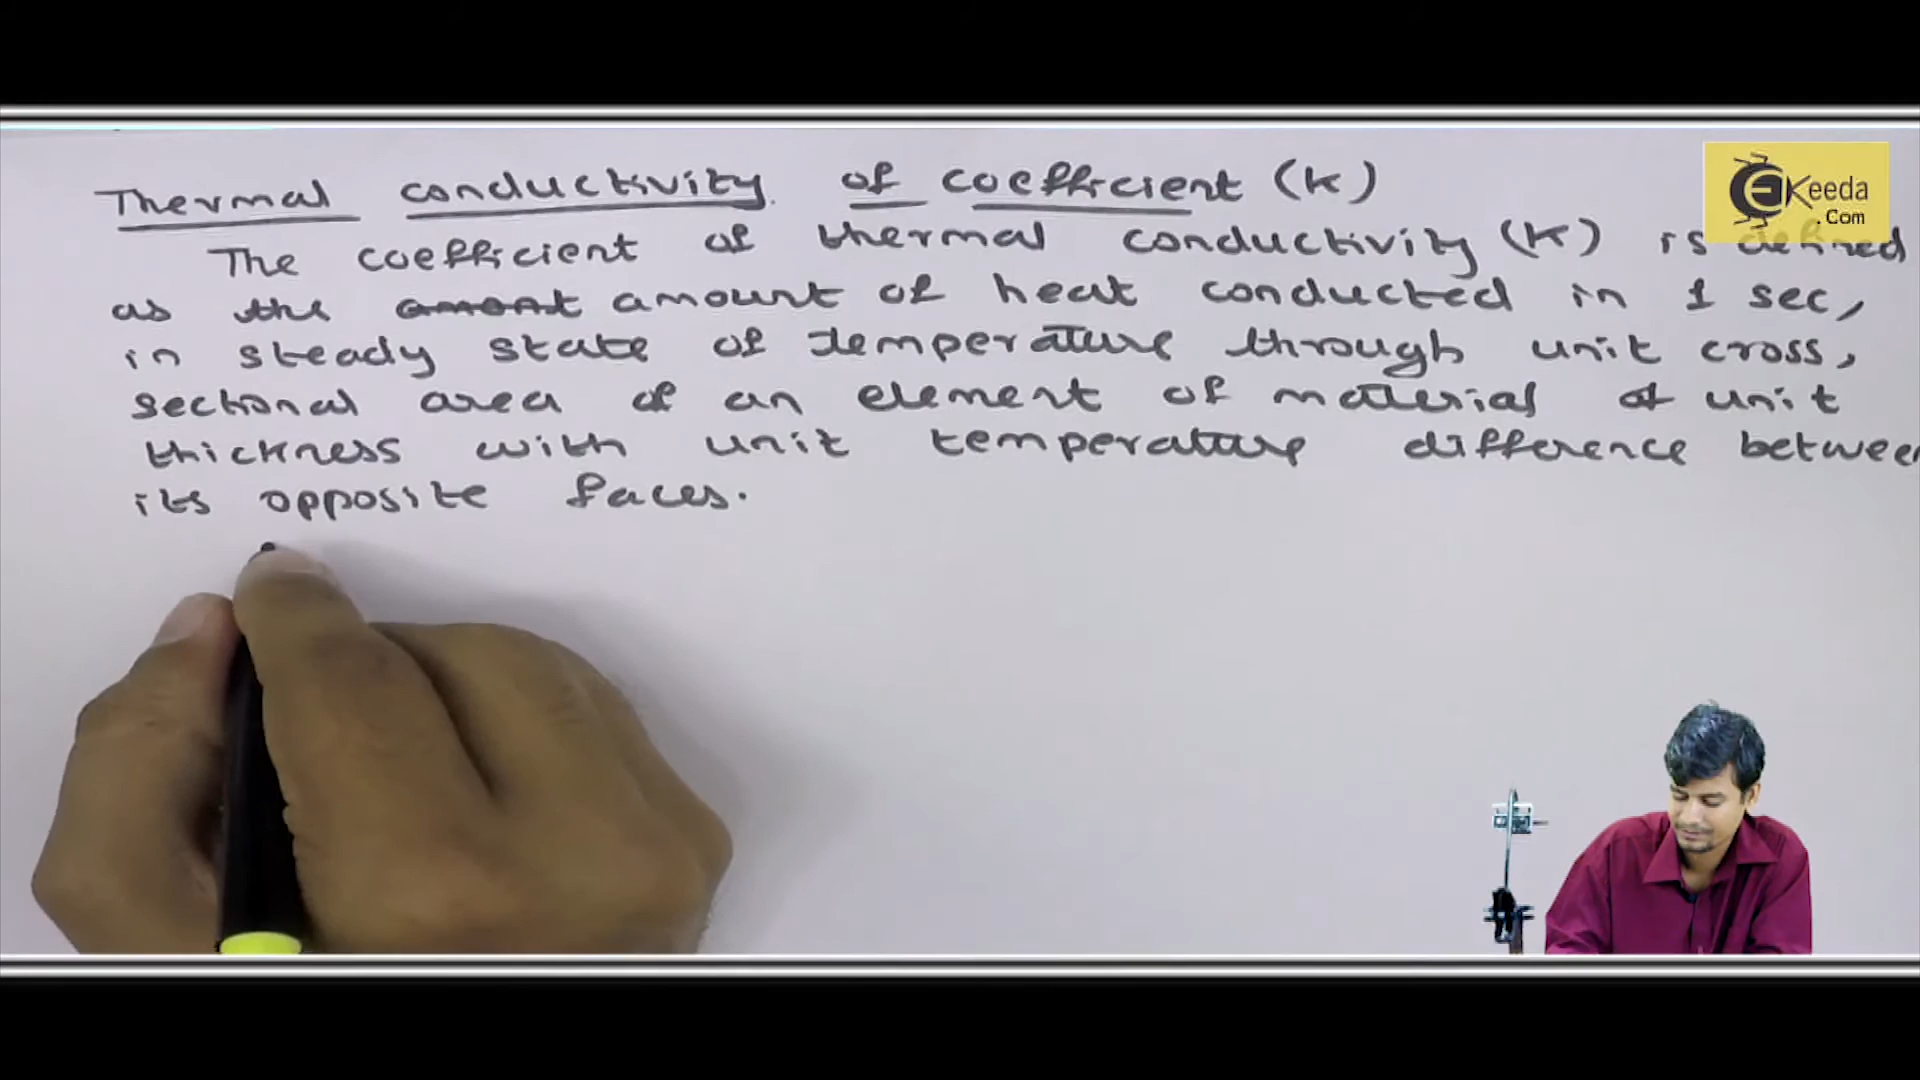 Thermal conductivity of coefficient (K)
The coefficient of thermal conductivity (K) is defined
as the amont amount of heat conducted in 1 sec,
in steady state of temperature through unit cross,
sectional area of an element of material of unit
thickness with unit temperature difference between
its opposite faces.
EKeeda
.Com